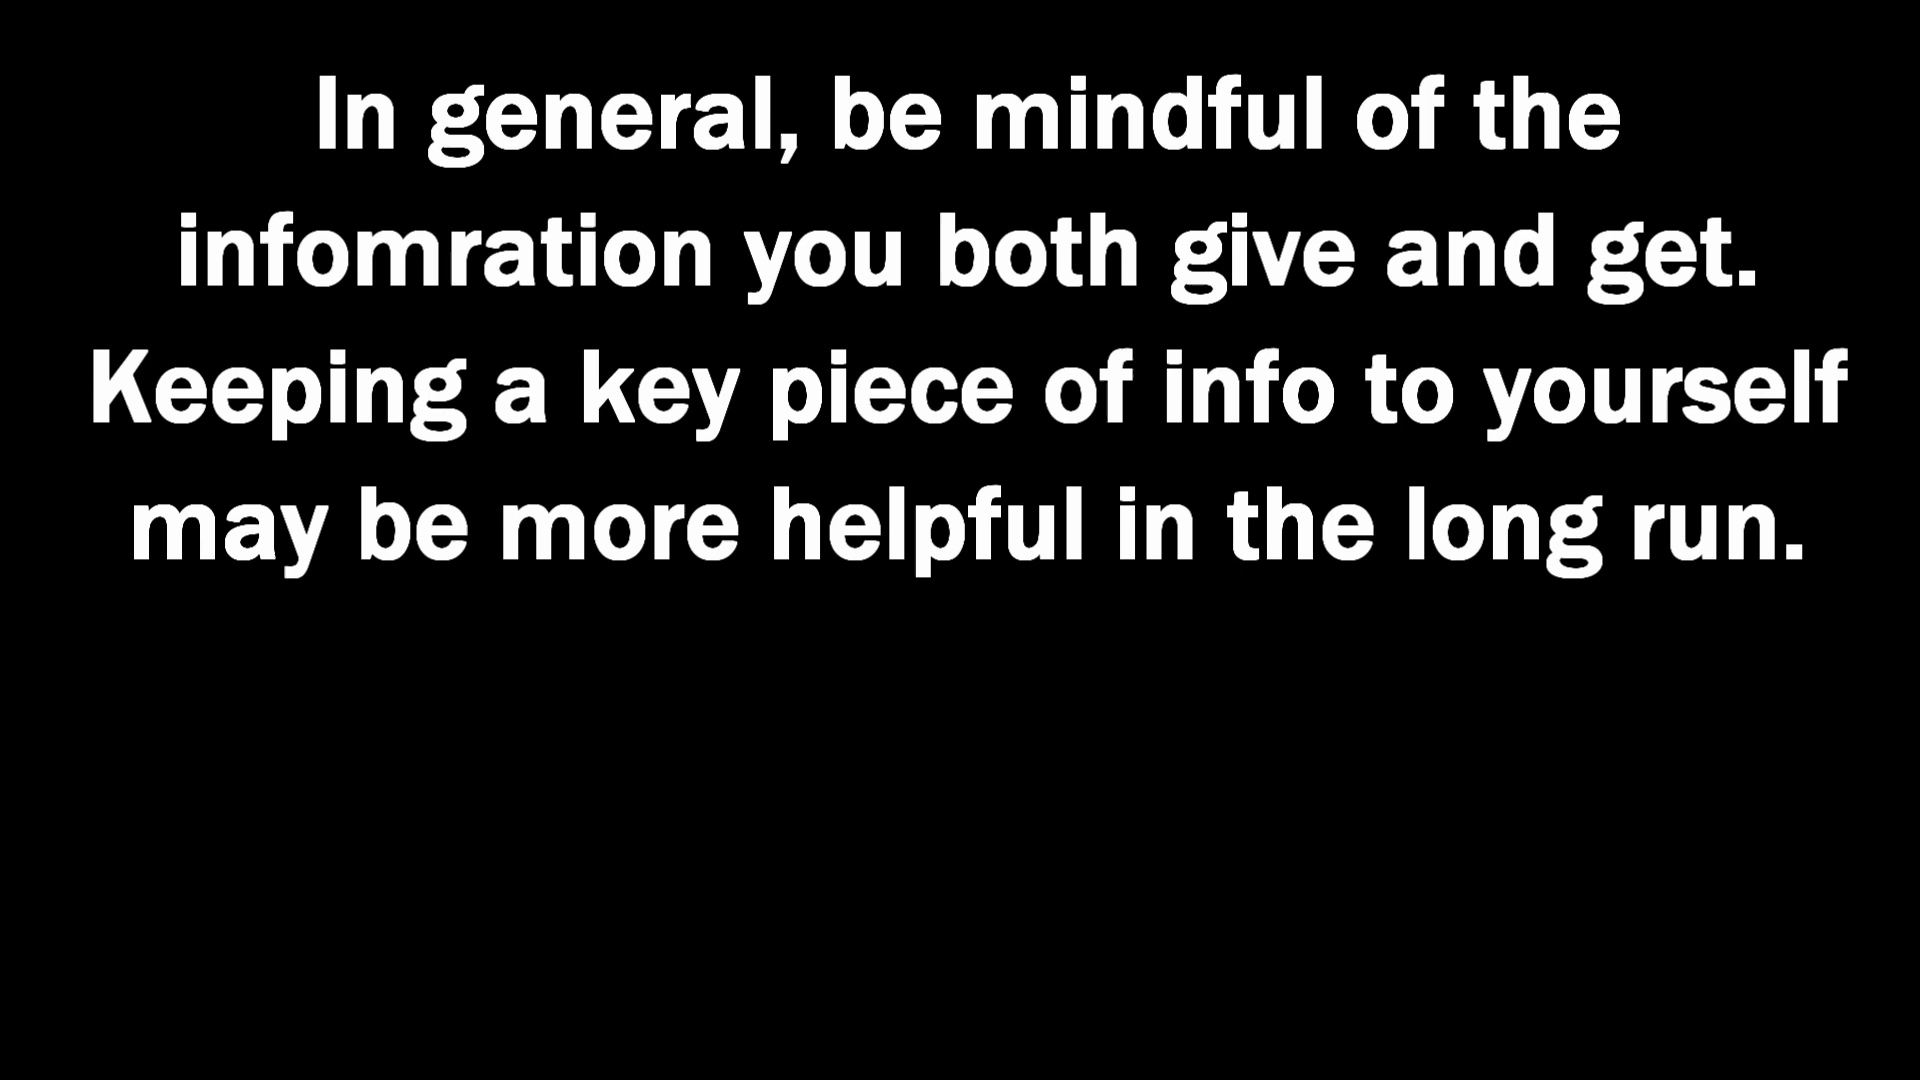 In general, be mindful of the
infomration you both give and get.
Keeping a key piece of info to yourself
may be more helpful in the long run.